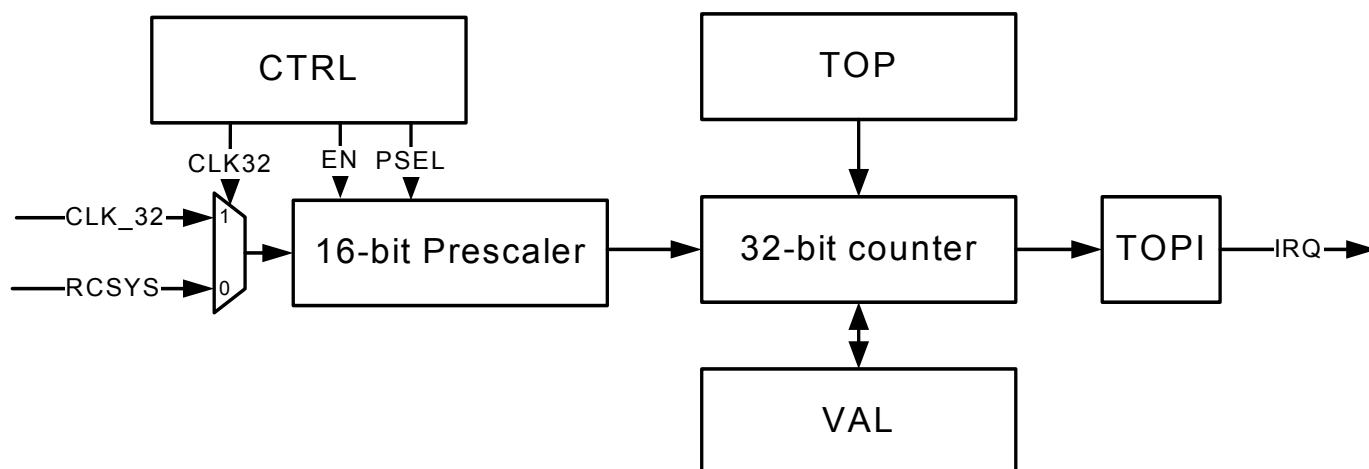 CTRL
TOP
CLK32
EN
PSEL
CLK_32
1
16-bit Prescaler
32-bit counter
TOPI
IRQ
RCSYS
0
VAL